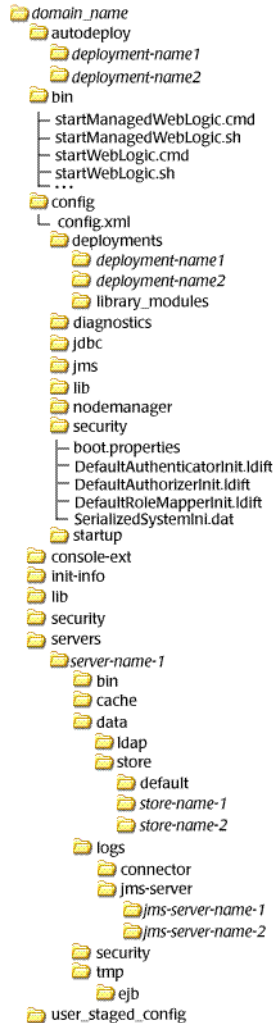 domain_name
autodeploy
deployment-name1
deployment-name2
bin
startManagedWebLogic.cmd
startManagedWebLogic.sh
startWebLogic.cmd
startWebLogic.sh
...
config
config.xml
deployments
deployment-name1
deployment-name2
library_modules
diagnostics
jdbc
jms
lib
nodemanager
security
boot.properties
DefaultAuthenticatorInit.ldift
DefaultAuthorizerInit.ldift
DefaultRoleMapperInit.ldift
SerializedSystemIni.dat
startup
console-ext
init-info
lib
security
servers
server-name-1
bin
cache
data
ldap
store
default
store-name-1
store-name-2
logs
connector
jms-server
jms-server-name-1
jms-server-name-2
security
tmp
ejb
user_staged_config